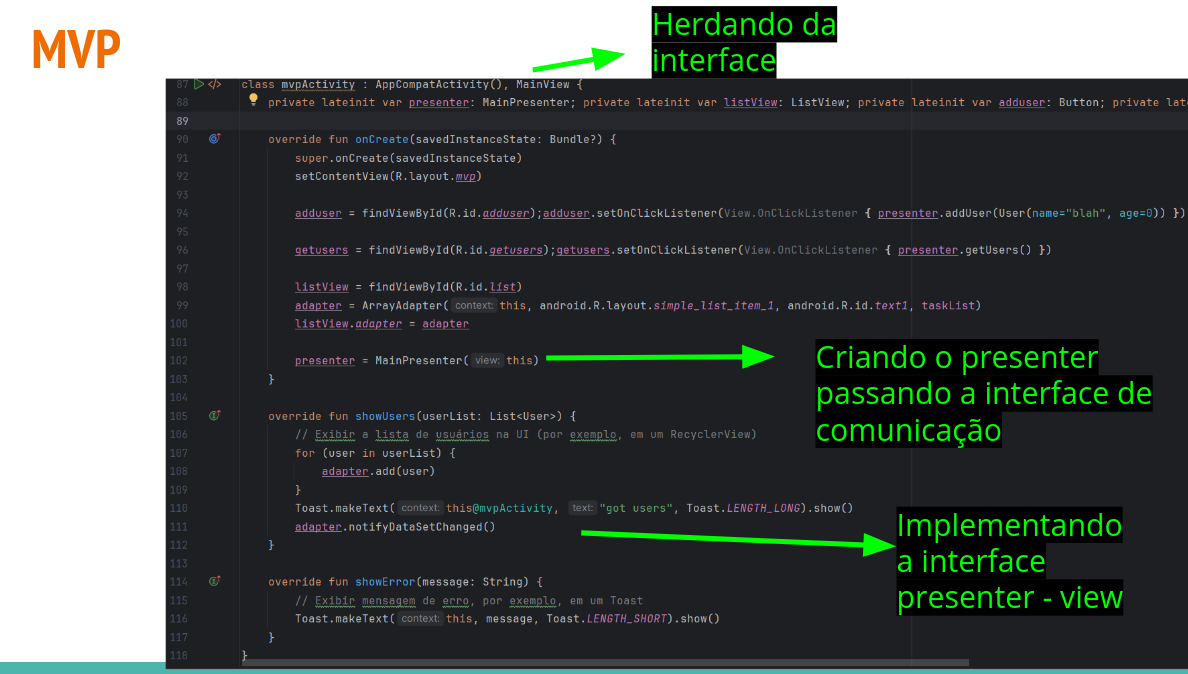 MVP
Herdando da
interface
87 class mvpActivity : AppCompatActivity(), MainView {
88 private lateinit var presenter: MainPresenter; private lateinit var listView: ListView; private lateinit var adduser: Button; private lat
89
90 override fun onCreate(savedInstanceState: Bundle?) {
91 super.onCreate(savedInstanceState)
92 setContentView(R.layout.mvp)
93
94 adduser = findViewById(R.id.adduser);adduser.setOnClickListener(View.OnClickListener { presenter.addUser(User(name="blah", age=0)) })
95
96 getusers = findViewById(R.id.getusers);getusers.setOnClickListener(View.OnClickListener { presenter.getUsers() })
97
98 listView = findViewById(R.id.list)
99 adapter = ArrayAdapter( context: this, android.R.layout.simple_list_item_1, android.R.id.text1, taskList)
100 listView.adapter = adapter
101
102 presenter = MainPresenter( view: this)
103 }
104
Criando o presenter
passando a interface de
comunicação
105 override fun showUsers(userList: List<User>) {
106 // Exibir a lista de usuários na UI (por exemplo, em um RecyclerView)
107 for (user in userList) {
108 adapter.add(user)
109 }
110 Toast.makeText( context: this@mvpActivity, text: "got users", Toast.LENGTH_LONG).show()
111 adapter.notifyDataSetChanged()
112 }
113
Implementando
a interface
presenter - view
114 override fun showError(message: String) {
115 // Exibir mensagem de erro, por exemplo, em um Toast
116 Toast.makeText( context: this, message, Toast.LENGTH_SHORT).show()
117 }
118 }